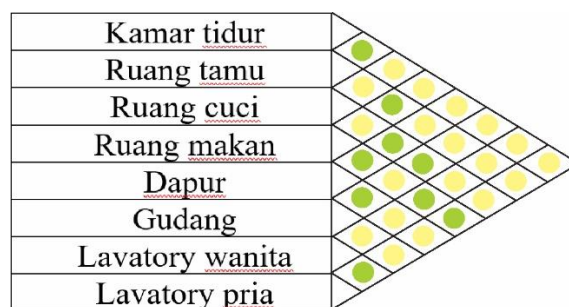 Kamar tidur
Ruang tamu
Ruang cuci
Ruang makan
Dapur
Gudang
Lavatory wanita
Lavatory pria